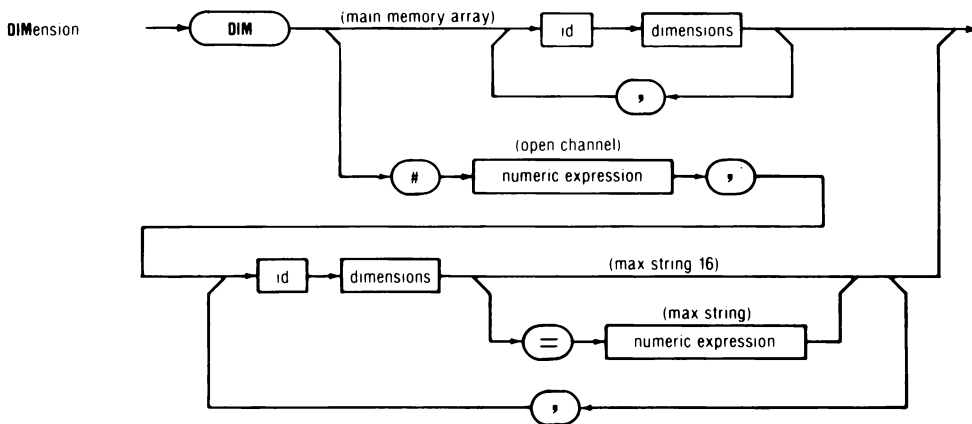 (main memory array)
DIMension DIM id dimensions
,
(open channel)
# numeric expression ,
id dimensions (max string 16)
(max string)
= numeric expression
,